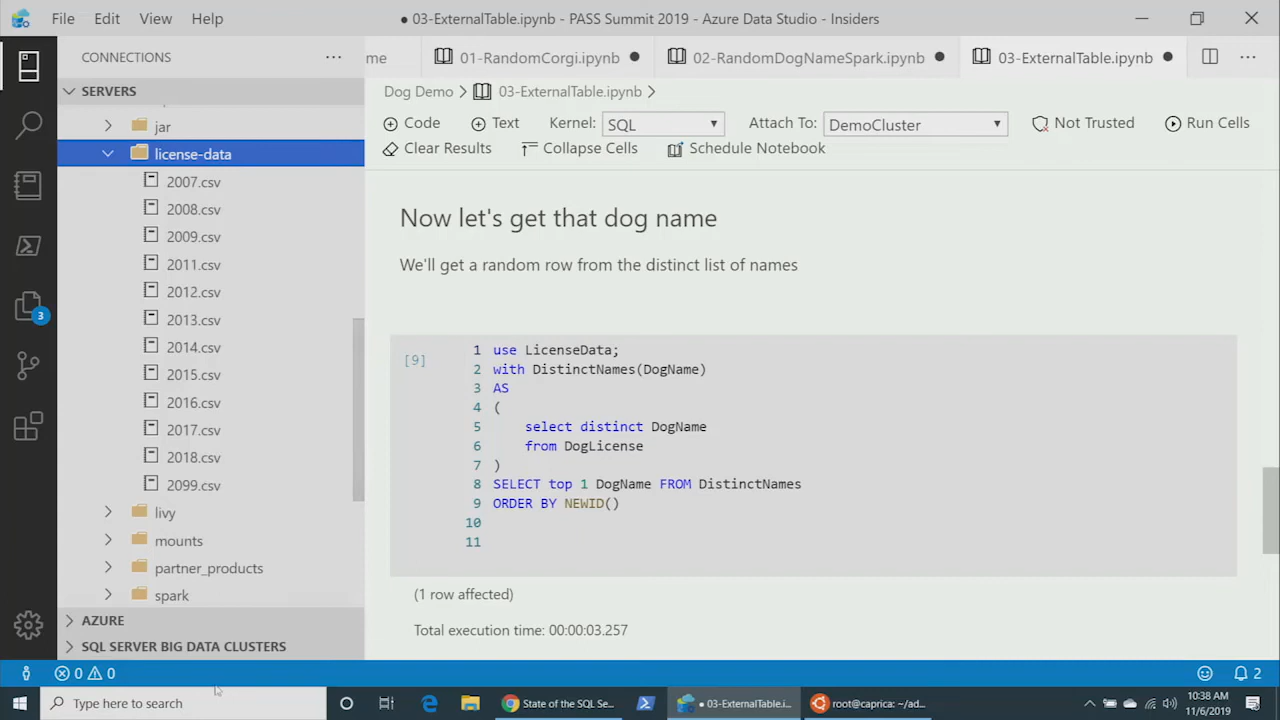 File Edit View Help ● 03-ExternalTable.ipynb - PASS Summit 2019 - Azure Data Studio - Insiders
CONNECTIONS ···
me 01-RandomCorgi.ipynb ● 02-RandomDogNameSpark.ipynb ● 03-ExternalTable.ipynb ● ···
SERVERS
Dog Demo > 03-ExternalTable.ipynb >
Code Text Kernel: SQL Attach To: DemoCluster Not Trusted Run Cells
Clear Results Collapse Cells Schedule Notebook
jar
license-data
2007.csv
2008.csv
2009.csv
2011.csv
2012.csv
2013.csv
2014.csv
2015.csv
2016.csv
2017.csv
2018.csv
2099.csv
livy
mounts
partner_products
spark
AZURE
SQL SERVER BIG DATA CLUSTERS
3
Now let's get that dog name
We'll get a random row from the distinct list of names
[9]
1 use LicenseData;
2 with DistinctNames(DogName)
3 AS
4 (
5 select distinct DogName
6 from DogLicense
7 )
8 SELECT top 1 DogName FROM DistinctNames
9 ORDER BY NEWID()
10
11
(1 row affected)
Total execution time: 00:00:03.257
0 0 2
Type here to search State of the SQL Se... ● 03-ExternalTable.i... root@caprica: ~/ad...
10:38 AM
11/6/2019